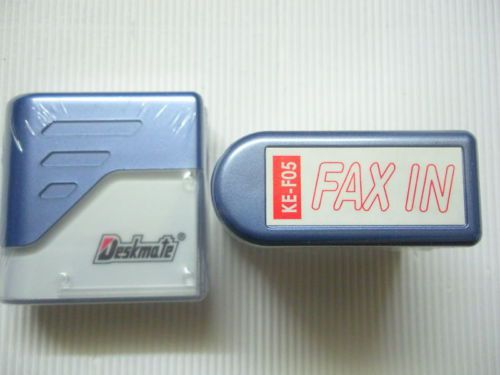 Deskmate
KE-F05
FAX IN